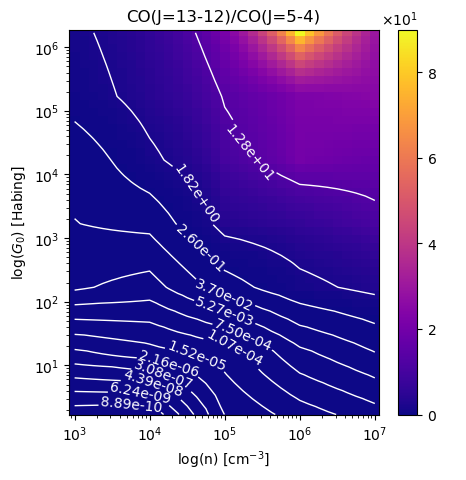 CO(J=13-12)/CO(J=5-4)
×10¹
10⁶
10⁵
10⁴
10³
10²
10¹
log(G₀) [Habing]
1.28e+01
1.82e+00
2.60e-01
3.70e-02
5.27e-03
7.50e-04
1.07e-04
1.52e-05
2.16e-06
3.08e-07
4.39e-08
6.24e-09
8.89e-10
10³ 10⁴ 10⁵ 10⁶ 10⁷
log(n) [cm⁻³]
8
6
4
2
0